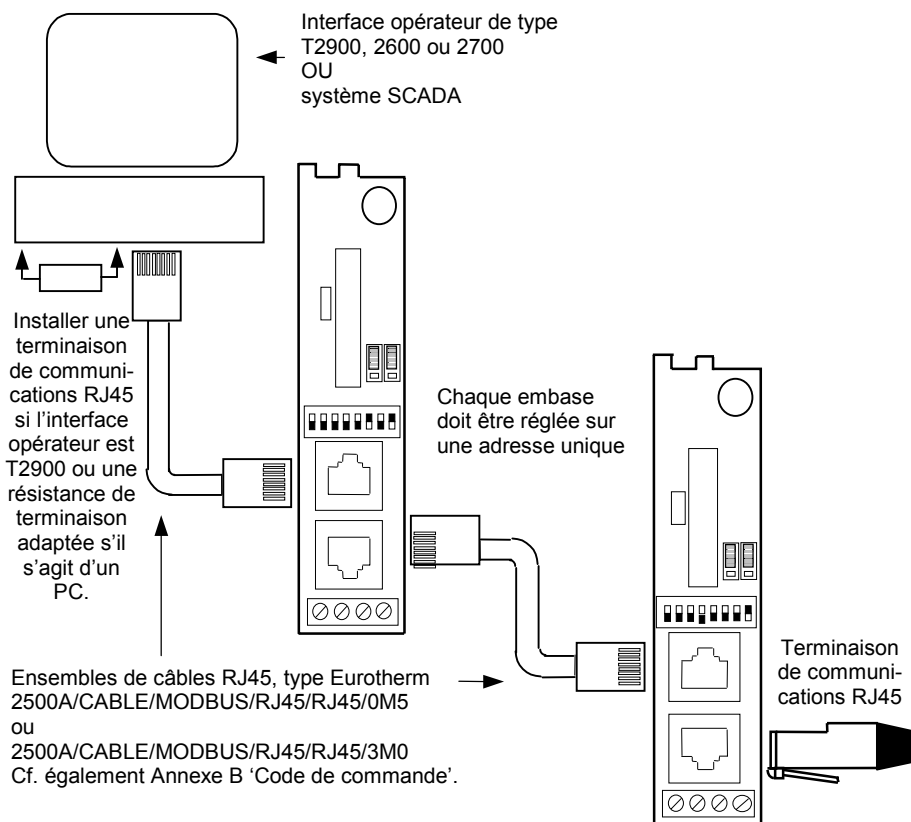 Interface opérateur de type
T2900, 2600 ou 2700
OU
système SCADA
Installer une
terminaison
de communi-
cations RJ45
si l’interface
opérateur est
T2900 ou une
résistance de
terminaison
adaptée s’il
s’agit d’un
PC.
Chaque embase
doit être réglée sur
une adresse unique
Ensembles de câbles RJ45, type Eurotherm
2500A/CABLE/MODBUS/RJ45/RJ45/0M5
ou
2500A/CABLE/MODBUS/RJ45/RJ45/3M0
Cf. également Annexe B ‘Code de commande’.
Terminaison
de communi-
cations RJ45